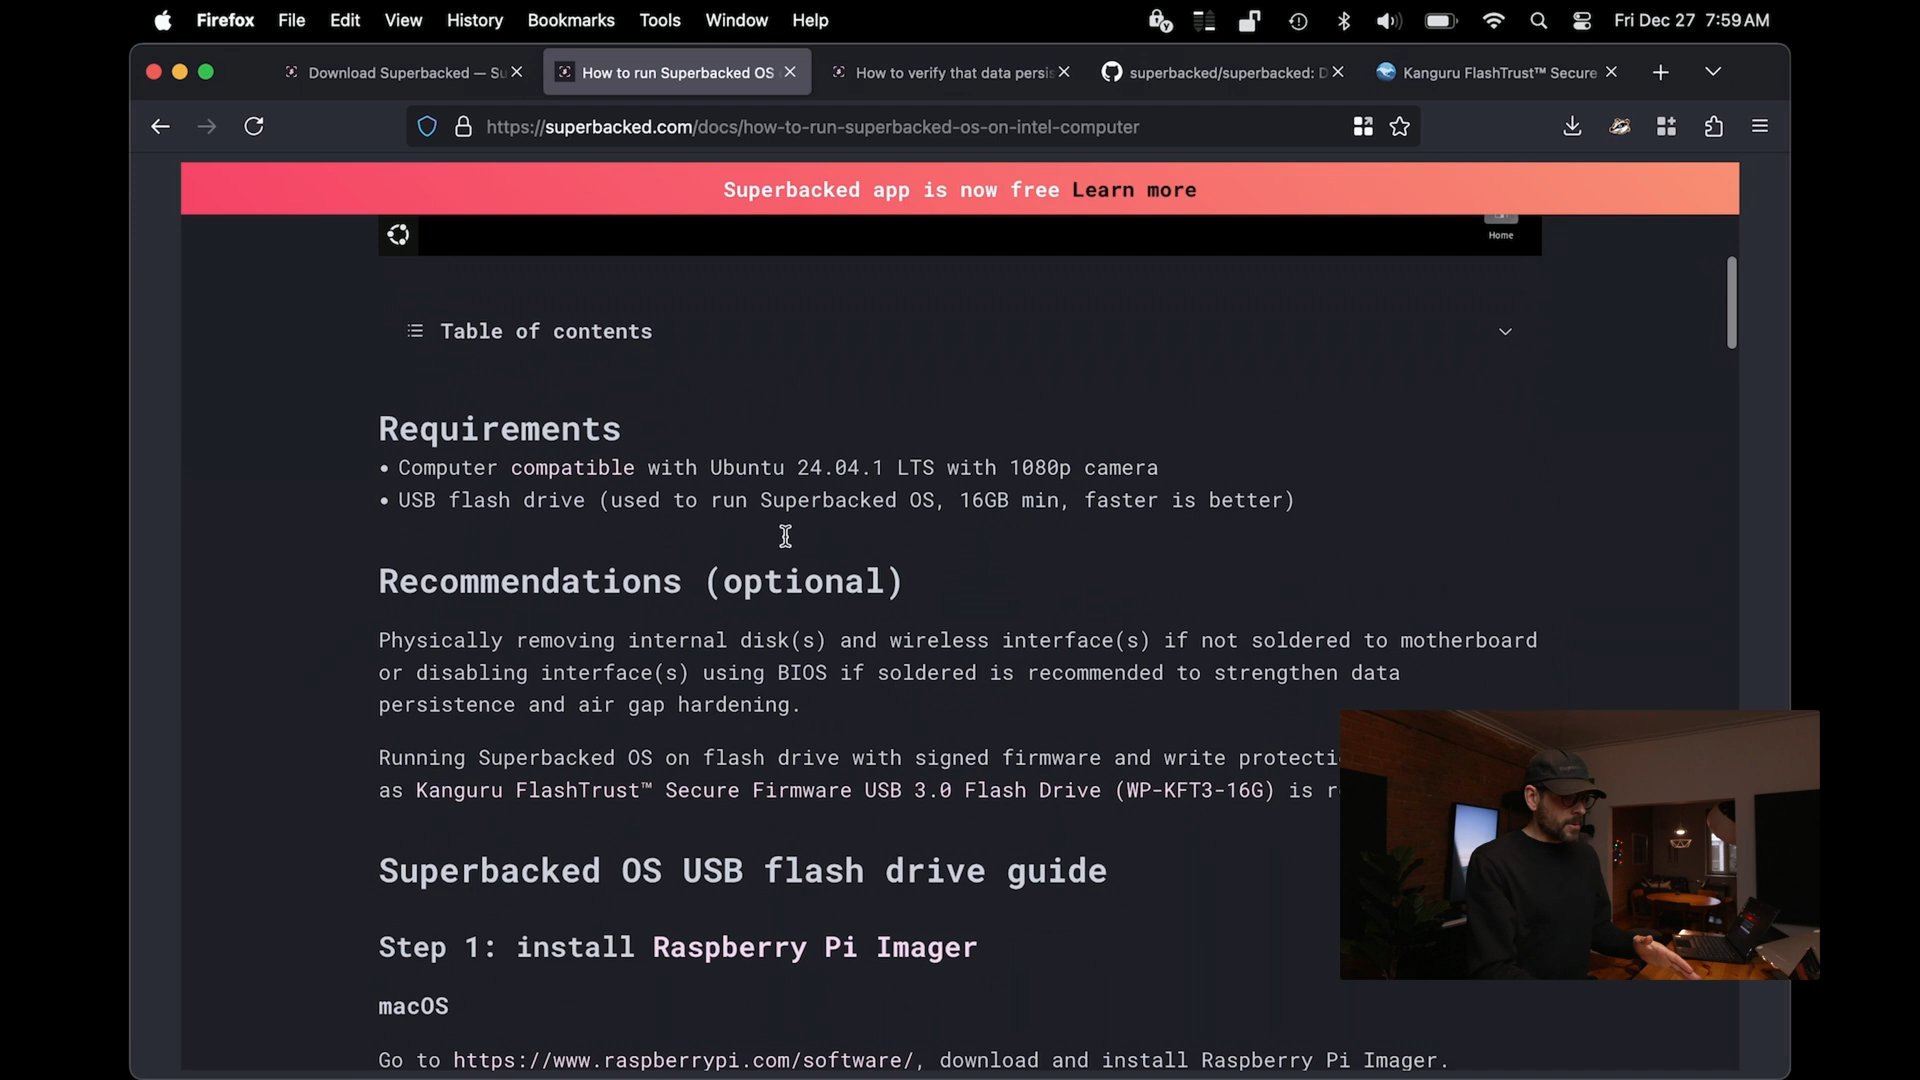 Firefox File Edit View History Bookmarks Tools Window Help Fri Dec 27 7:59 AM
Download Superbacked — Su
How to run Superbacked OS
How to verify that data persis
superbacked/superbacked: D
Kanguru FlashTrust™ Secure
https://superbacked.com/docs/how-to-run-superbacked-os-on-intel-computer
Superbacked app is now free Learn more
Home
Table of contents
Requirements
• Computer compatible with Ubuntu 24.04.1 LTS with 1080p camera
• USB flash drive (used to run Superbacked OS, 16GB min, faster is better)
Recommendations (optional)
Physically removing internal disk(s) and wireless interface(s) if not soldered to motherboard
or disabling interface(s) using BIOS if soldered is recommended to strengthen data
persistence and air gap hardening.
Running Superbacked OS on flash drive with signed firmware and write protecti
as Kanguru FlashTrust™ Secure Firmware USB 3.0 Flash Drive (WP-KFT3-16G) is r
Superbacked OS USB flash drive guide
Step 1: install Raspberry Pi Imager
macOS
Go to https://www.raspberrypi.com/software/, download and install Raspberry Pi Imager.